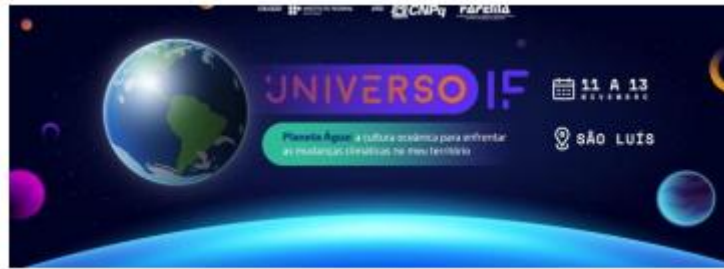 CNPq FAPEMA
UNIVERSO IF
11 A 13
NOVEMBRO
Planeta Água: a cultura oceânica para enfrentar
as mudanças climáticas no meu território
SÃO LUÍS